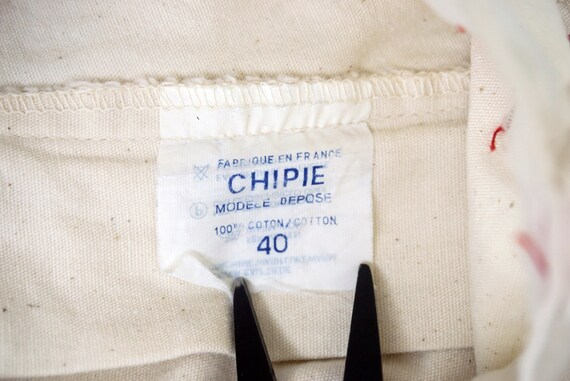 FABRIQUE EN FRANCE
CHIPIE
b
MODELE DEPOSE
100% COTON/COTTON
40